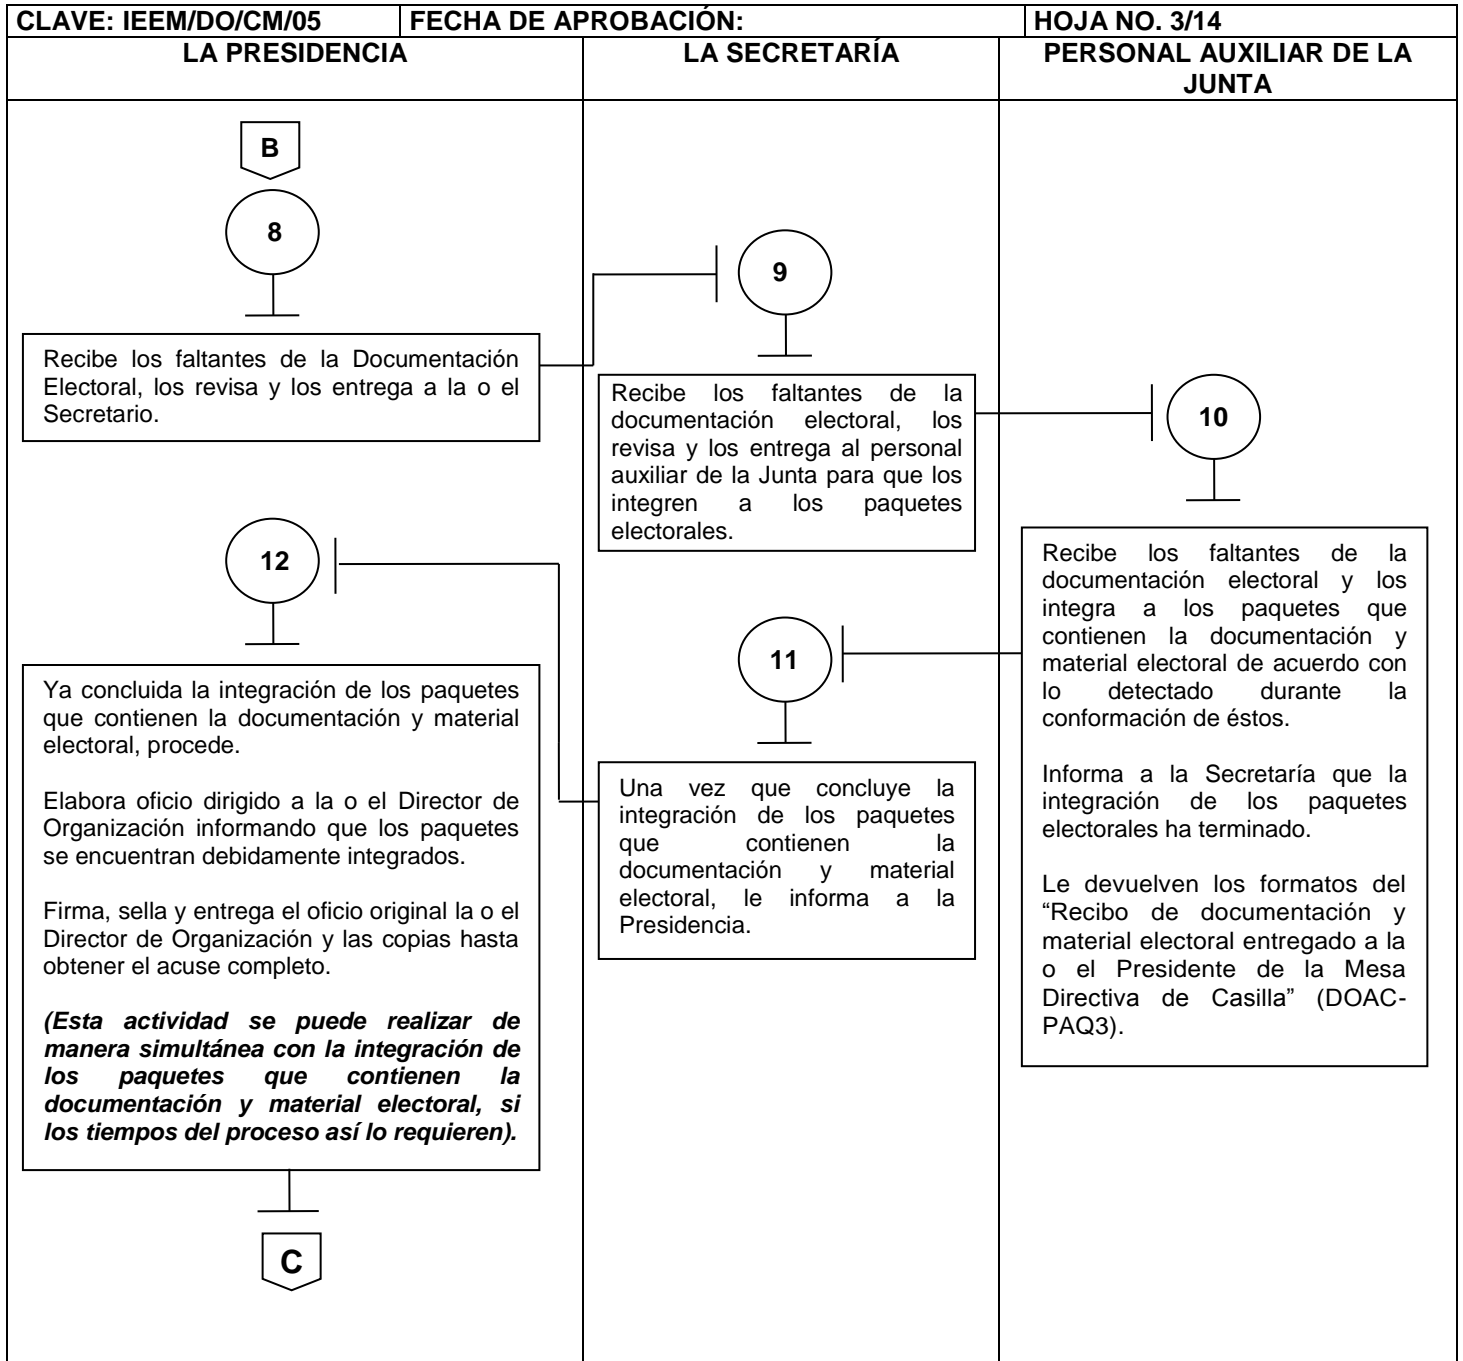 CLAVE: IEEM/DO/CM/05 FECHA DE APROBACIÓN: HOJA NO. 3/14
LA PRESIDENCIA LA SECRETARÍA PERSONAL AUXILIAR DE LA
JUNTA
B
8
Recibe los faltantes de la Documentación
Electoral, los revisa y los entrega a la o el
Secretario.
9
Recibe los faltantes de la
documentación electoral, los
revisa y los entrega al personal
auxiliar de la Junta para que los
integren a los paquetes
electorales.
10
Recibe los faltantes de la
documentación electoral y los
integra a los paquetes que
contienen la documentación y
material electoral de acuerdo con
lo detectado durante la
conformación de éstos.
Informa a la Secretaría que la
integración de los paquetes
electorales ha terminado.
Le devuelven los formatos del
“Recibo de documentación y
material electoral entregado a la
o el Presidente de la Mesa
Directiva de Casilla” (DOAC-
PAQ3).
11
Una vez que concluye la
integración de los paquetes
que contienen la
documentación y material
electoral, le informa a la
Presidencia.
12
Ya concluida la integración de los paquetes
que contienen la documentación y material
electoral, procede.
Elabora oficio dirigido a la o el Director de
Organización informando que los paquetes
se encuentran debidamente integrados.
Firma, sella y entrega el oficio original la o el
Director de Organización y las copias hasta
obtener el acuse completo.
(Esta actividad se puede realizar de
manera simultánea con la integración de
los paquetes que contienen la
documentación y material electoral, si
los tiempos del proceso así lo requieren).
C